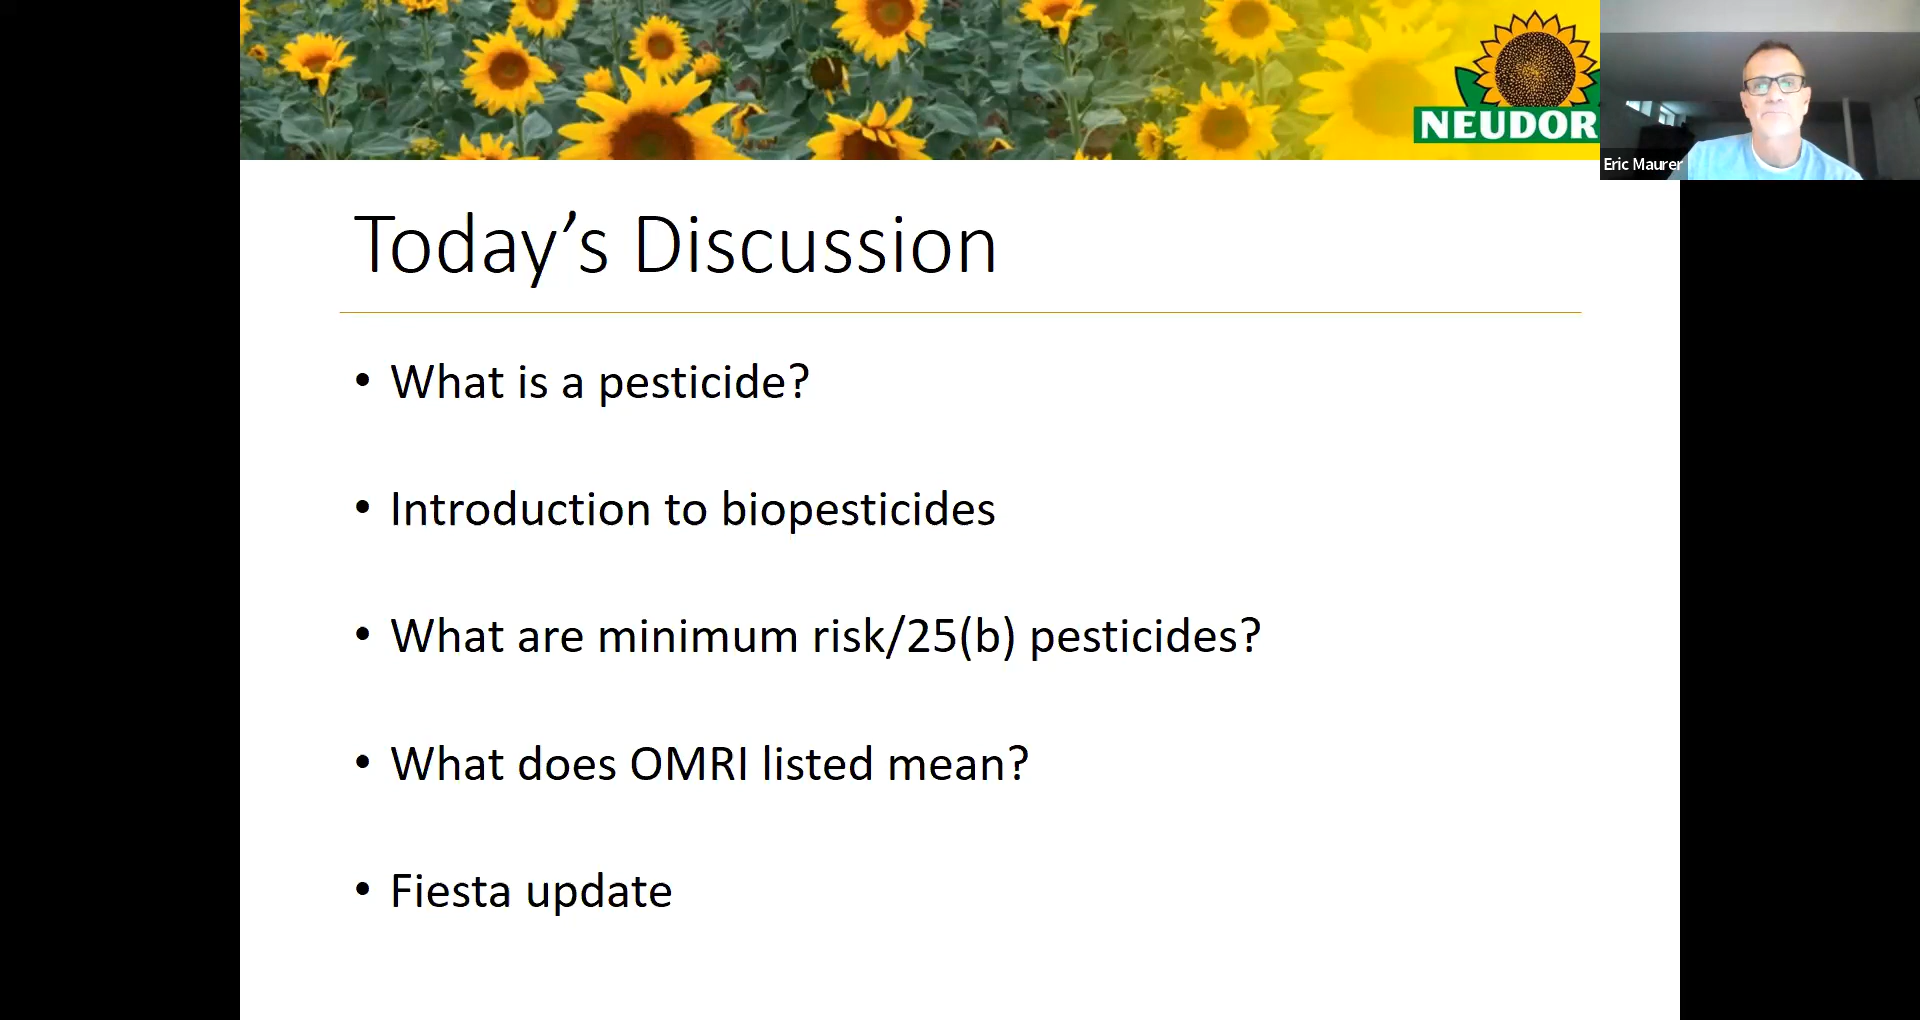 NEUDOR
Eric Maurer
Today’s Discussion
• What is a pesticide?
• Introduction to biopesticides
• What are minimum risk/25(b) pesticides?
• What does OMRI listed mean?
• Fiesta update